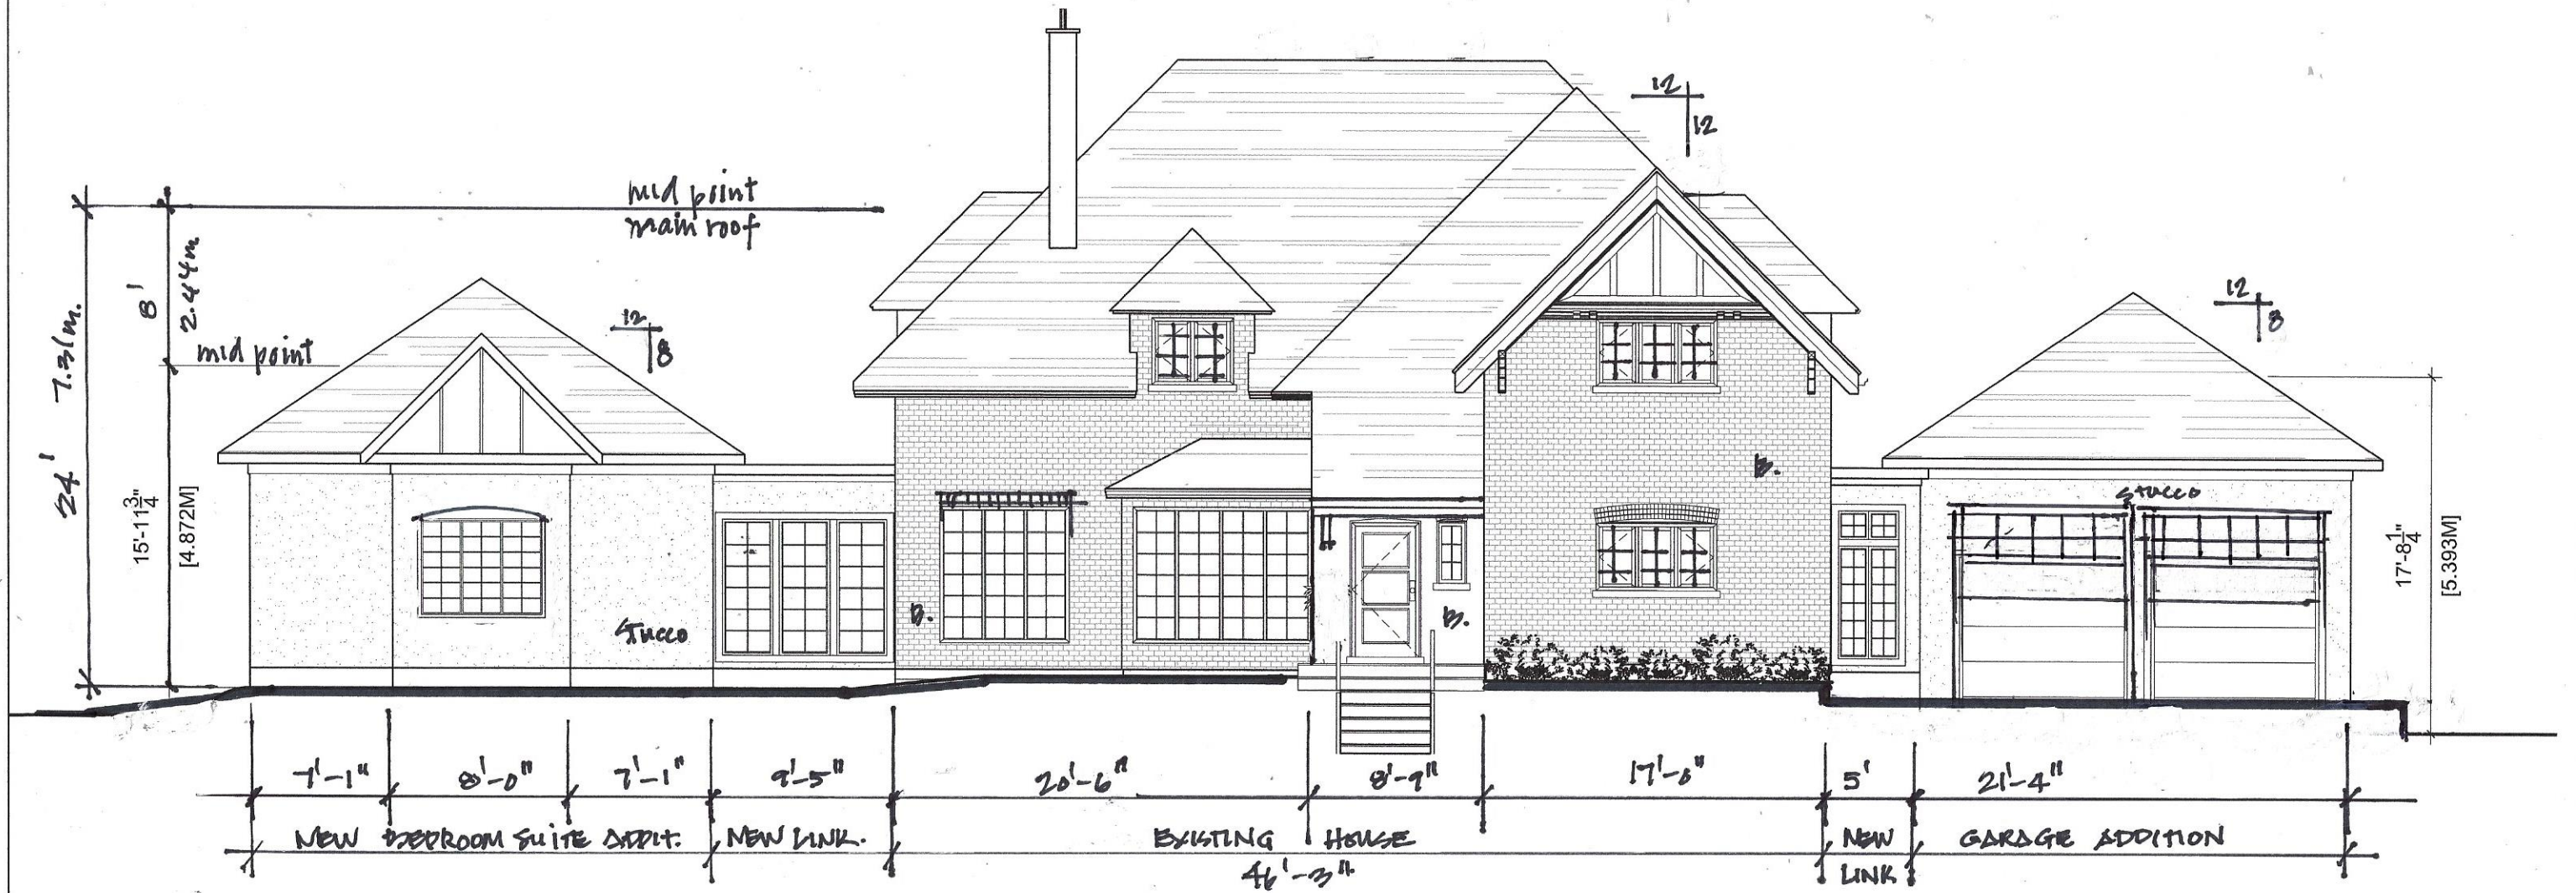 12
12
mid point
main roof
8'
2.44m
24' 7.31m.
mid point
12
8
12
8
15'-11 3/4"
[4.872M]
17'-8 1/4"
[5.393M]
B.
Stucco
Stucco
B.
B.
7'-1" 8'-0" 7'-1" 9'-5" 20'-6" 8'-9" 17'-0" 5' 21'-4"
NEW BEDROOM SUITE ADDIT. NEW LINK. EXISTING HOUSE NEW LINK GARAGE ADDITION
46'-3"